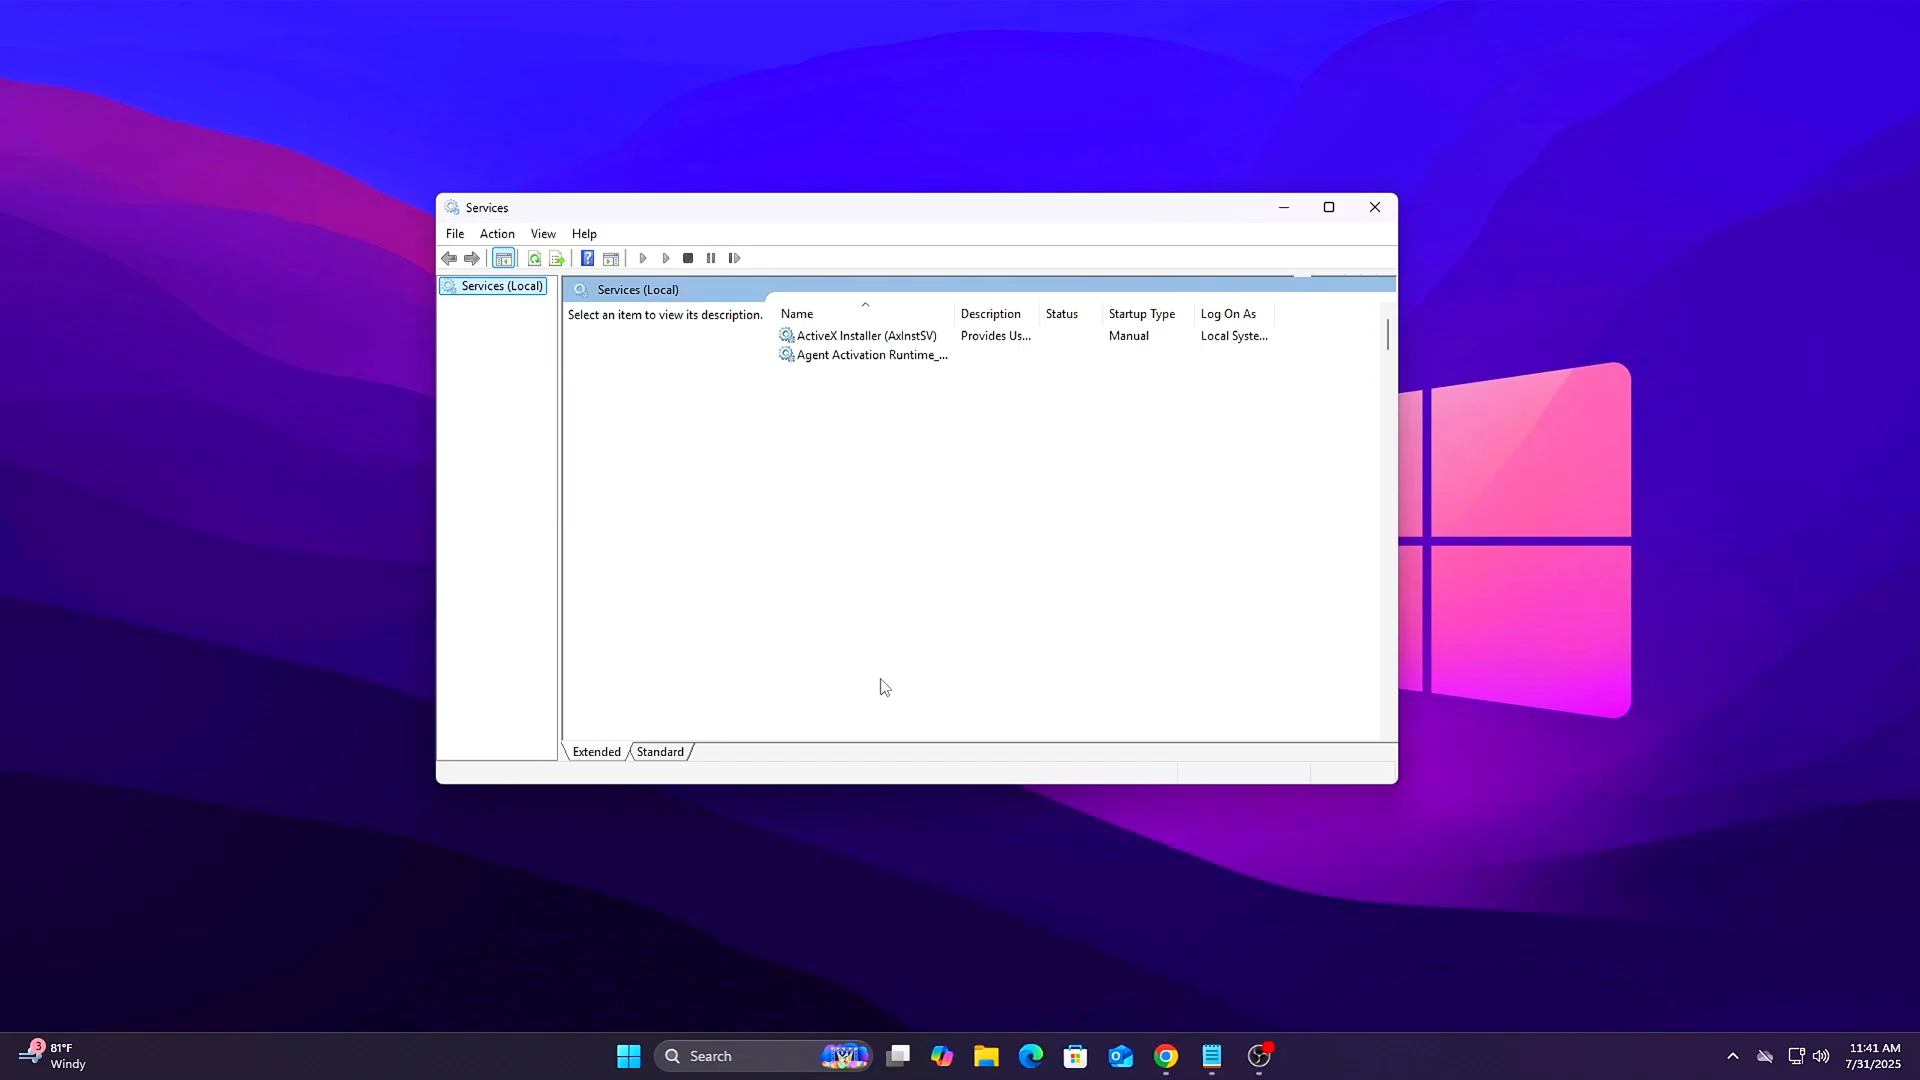 Services
File Action View Help
Services (Local)
Services (Local)
Select an item to view its description.
Name Description Status Startup Type Log On As
ActiveX Installer (AxInstSV) Provides Us... Manual Local Syste...
Agent Activation Runtime_...
Extended Standard
3
81°F
Windy
Search
11:41 AM
7/31/2025